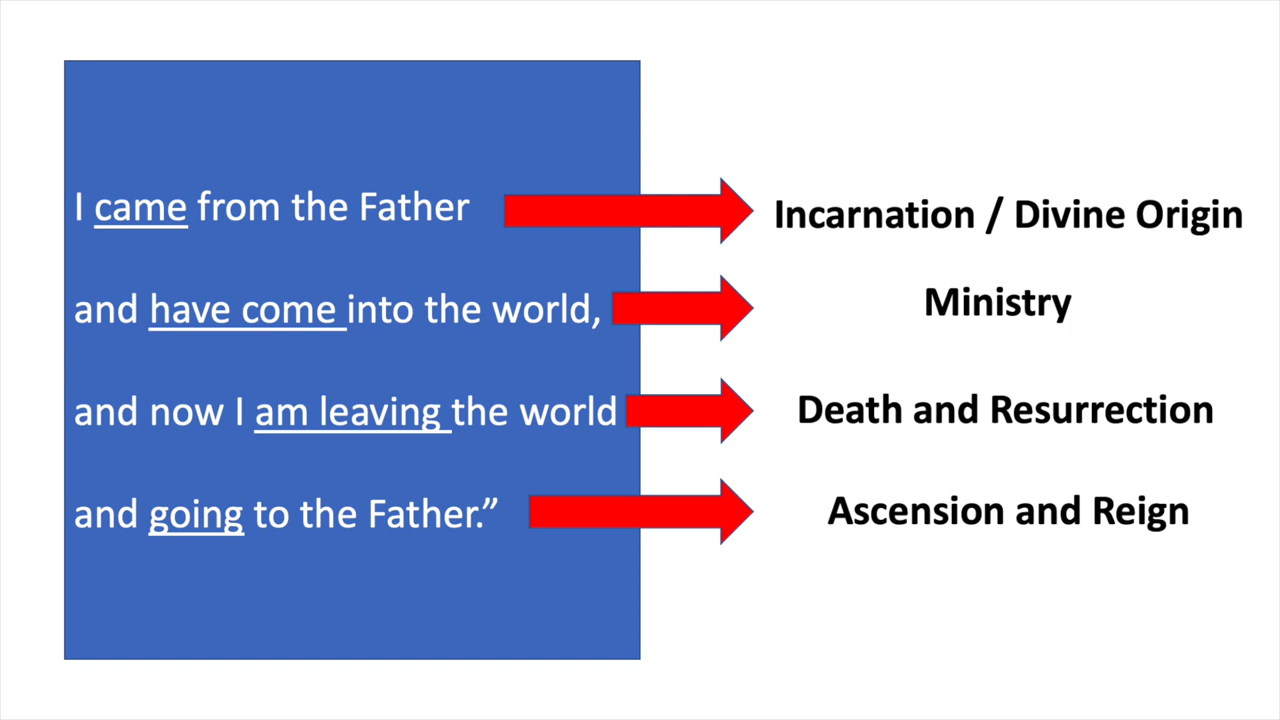 I came from the Father
Incarnation / Divine Origin
and have come into the world,
Ministry
and now I am leaving the world
Death and Resurrection
and going to the Father.”
Ascension and Reign